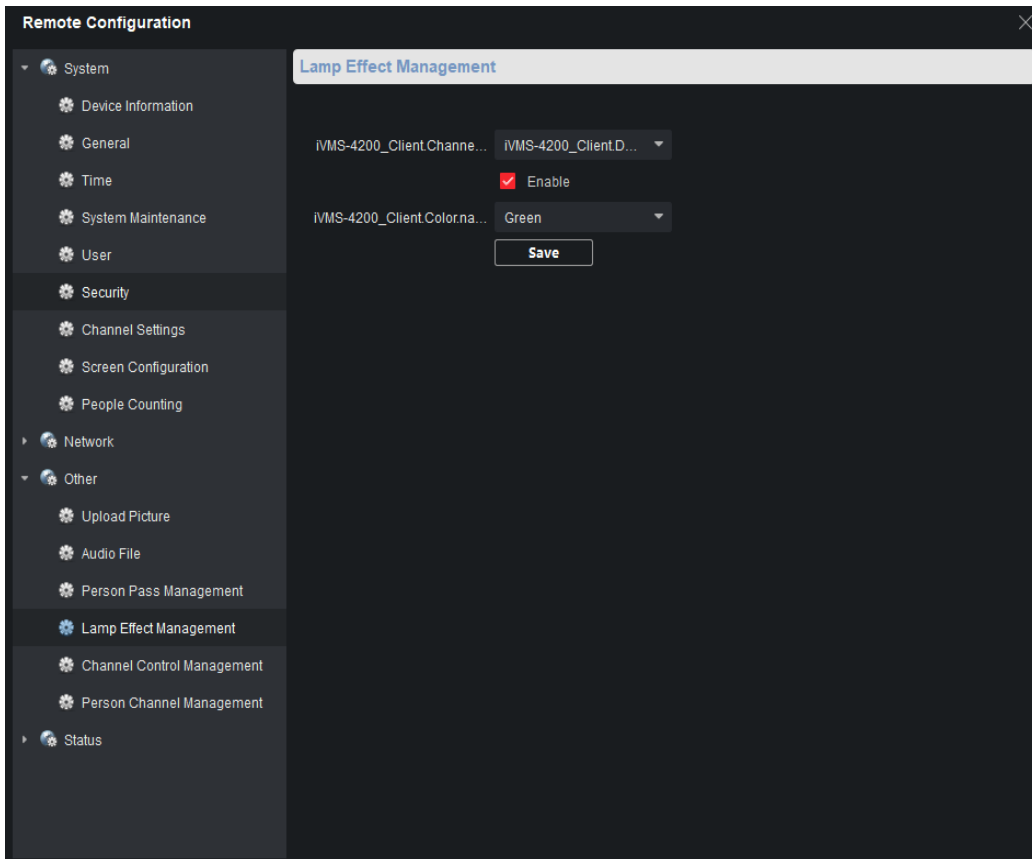 Remote Configuration
System
Device Information
General
Time
System Maintenance
User
Security
Channel Settings
Screen Configuration
People Counting
Network
Other
Upload Picture
Audio File
Person Pass Management
Lamp Effect Management
Channel Control Management
Person Channel Management
Status
Lamp Effect Management
iVMS-4200_Client.Channe... iVMS-4200_Client.D...
Enable
iVMS-4200_Client.Color.na... Green
Save